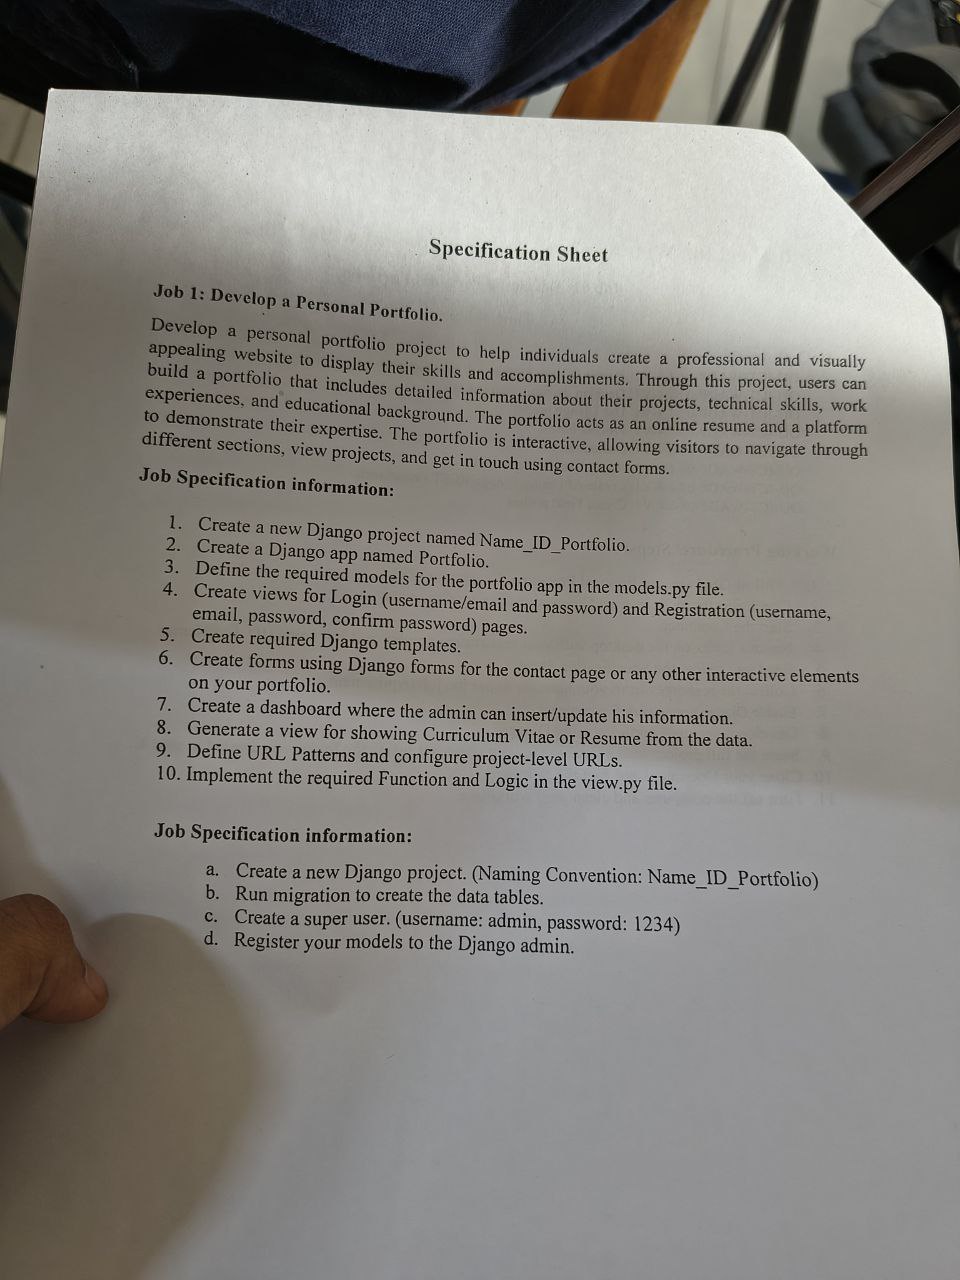 Specification Sheet
Job 1: Develop a Personal Portfolio.
Develop a personal portfolio project to help individuals create a professional and visually
appealing website to display their skills and accomplishments. Through this project, users can
build a portfolio that includes detailed information about their projects, technical skills, work
experiences, and educational background. The portfolio acts as an online resume and a platform
to demonstrate their expertise. The portfolio is interactive, allowing visitors to navigate through
different sections, view projects, and get in touch using contact forms.
Job Specification information:
1. Create a new Django project named Name_ID_Portfolio.
2. Create a Django app named Portfolio.
3. Define the required models for the portfolio app in the models.py file.
4. Create views for Login (username/email and password) and Registration (username,
email, password, confirm password) pages.
5. Create required Django templates.
6. Create forms using Django forms for the contact page or any other interactive elements
on your portfolio.
7. Create a dashboard where the admin can insert/update his information.
8. Generate a view for showing Curriculum Vitae or Resume from the data.
9. Define URL Patterns and configure project-level URLs.
10. Implement the required Function and Logic in the view.py file.
Job Specification information:
a. Create a new Django project. (Naming Convention: Name_ID_Portfolio)
b. Run migration to create the data tables.
c. Create a super user. (username: admin, password: 1234)
d. Register your models to the Django admin.